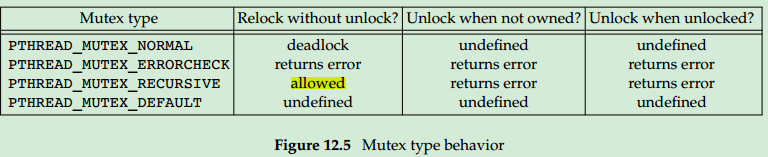 Mutex type Relock without unlock? Unlock when not owned? Unlock when unlocked?
PTHREAD_MUTEX_NORMAL deadlock undefined undefined
PTHREAD_MUTEX_ERRORCHECK returns error returns error returns error
PTHREAD_MUTEX_RECURSIVE allowed returns error returns error
PTHREAD_MUTEX_DEFAULT undefined undefined undefined
Figure 12.5 Mutex type behavior